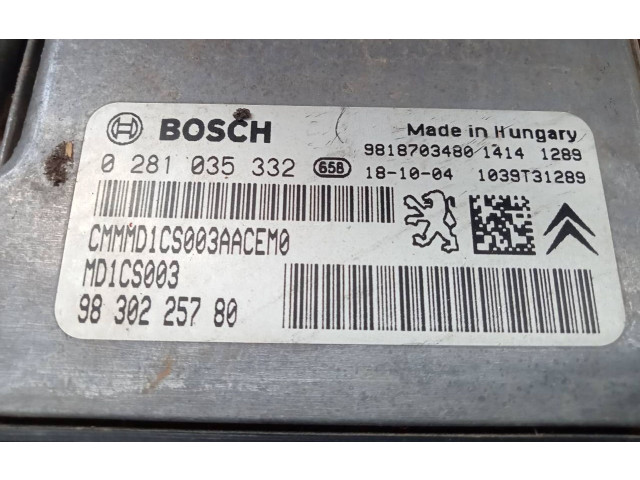 BOSCH
Made in Hungary
0 281 035 332 658
9818703480 1414 1289
18-10-04 1039T31289
CMMMD1CS003AACEM0
MD1CS003
98 302 257 80